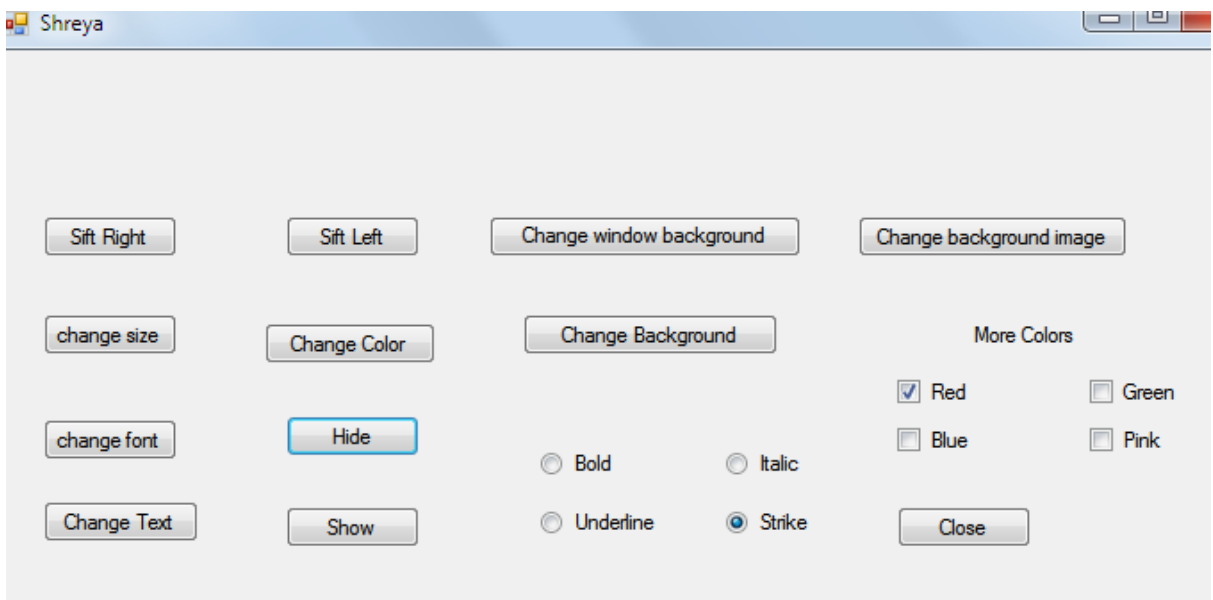 Shreya
Sift Right Sift Left Change window background Change background image
change size Change Color Change Background More Colors
Red Green
change font Hide Blue Pink
Bold Italic
Change Text Show Underline Strike Close